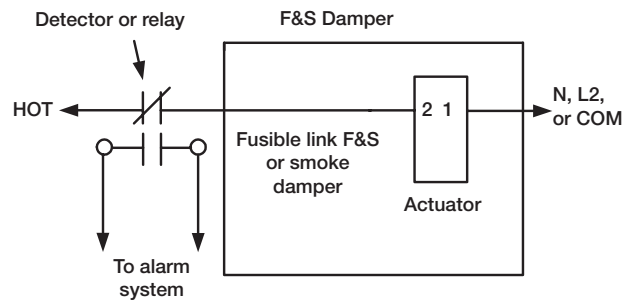 Detector or relay
F&S Damper
HOT
2 1
N, L2,
or COM
Fusible link F&S
or smoke
damper
Actuator
To alarm
system